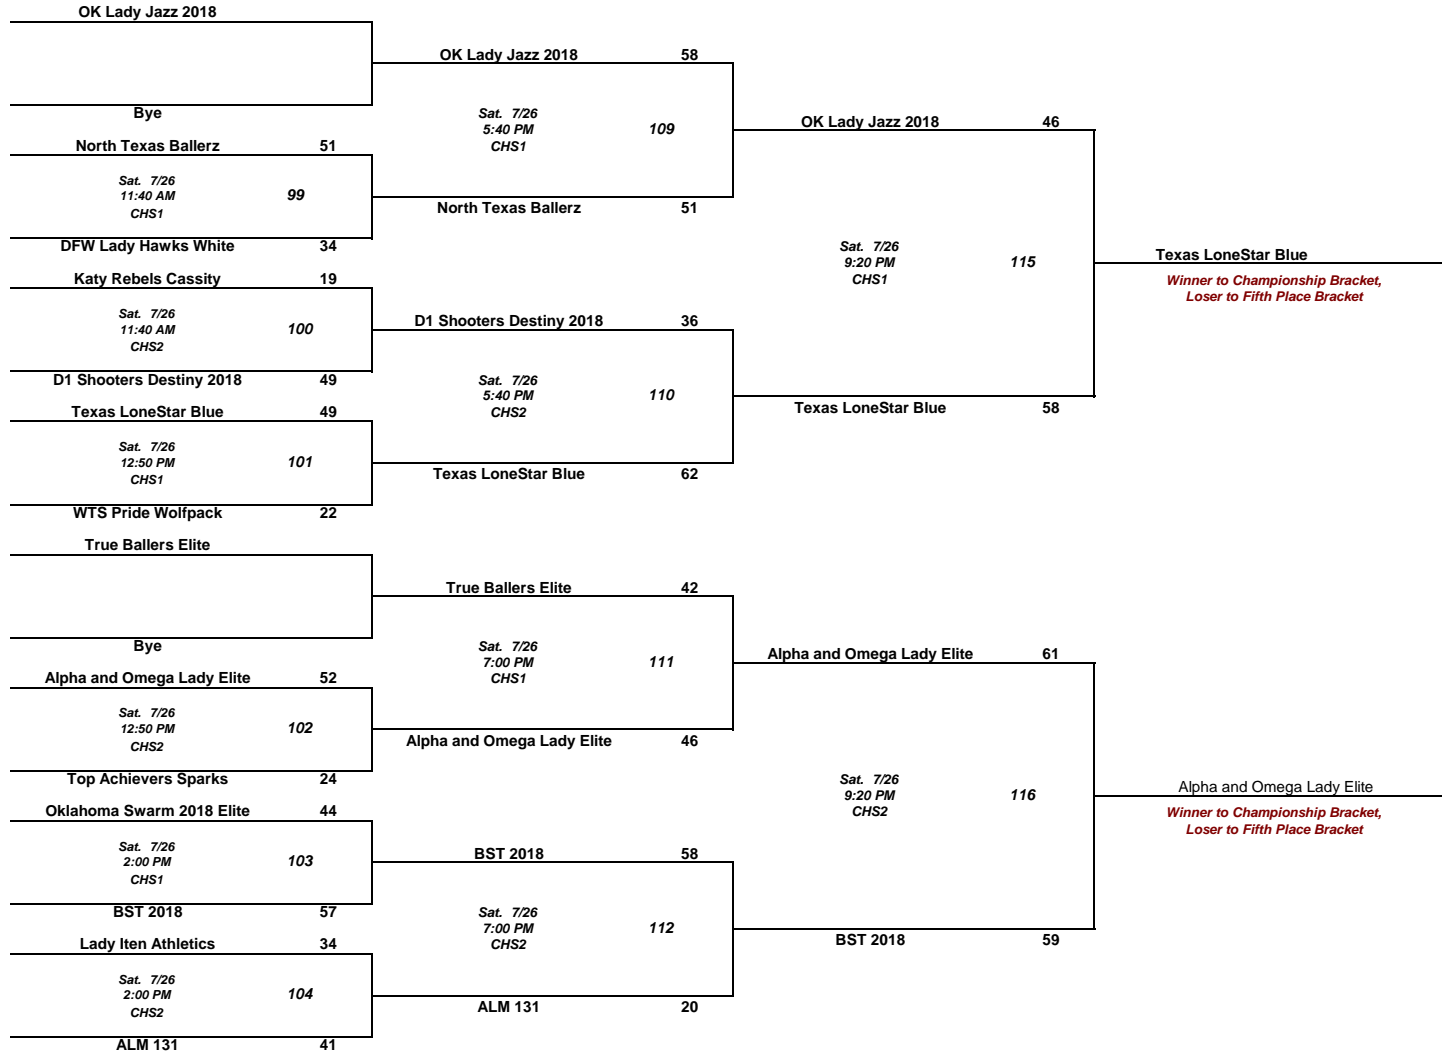 OK Lady Jazz 2018
OK Lady Jazz 2018 58
Bye
Sat. 7/26
5:40 PM 109
CHS1
OK Lady Jazz 2018 46
North Texas Ballerz 51
Sat. 7/26
11:40 AM 99
CHS1
North Texas Ballerz 51
DFW Lady Hawks White 34
Sat. 7/26
9:20 PM 115
CHS1
Texas LoneStar Blue
Winner to Championship Bracket,
Loser to Fifth Place Bracket
Katy Rebels Cassity 19
Sat. 7/26
11:40 AM 100
CHS2
D1 Shooters Destiny 2018 36
D1 Shooters Destiny 2018 49
Sat. 7/26
5:40 PM 110
CHS2
Texas LoneStar Blue 58
Texas LoneStar Blue 49
Sat. 7/26
12:50 PM 101
CHS1
Texas LoneStar Blue 62
WTS Pride Wolfpack 22
True Ballers Elite
True Ballers Elite 42
Bye
Sat. 7/26
7:00 PM 111
CHS1
Alpha and Omega Lady Elite 61
Alpha and Omega Lady Elite 52
Sat. 7/26
12:50 PM 102
CHS2
Alpha and Omega Lady Elite 46
Top Achievers Sparks 24
Sat. 7/26
9:20 PM 116
CHS2
Alpha and Omega Lady Elite
Winner to Championship Bracket,
Loser to Fifth Place Bracket
Oklahoma Swarm 2018 Elite 44
Sat. 7/26
2:00 PM 103
CHS1
BST 2018 58
BST 2018 57
Sat. 7/26
7:00 PM 112
CHS2
BST 2018 59
Lady Iten Athletics 34
Sat. 7/26
2:00 PM 104
CHS2
ALM 131 20
ALM 131 41